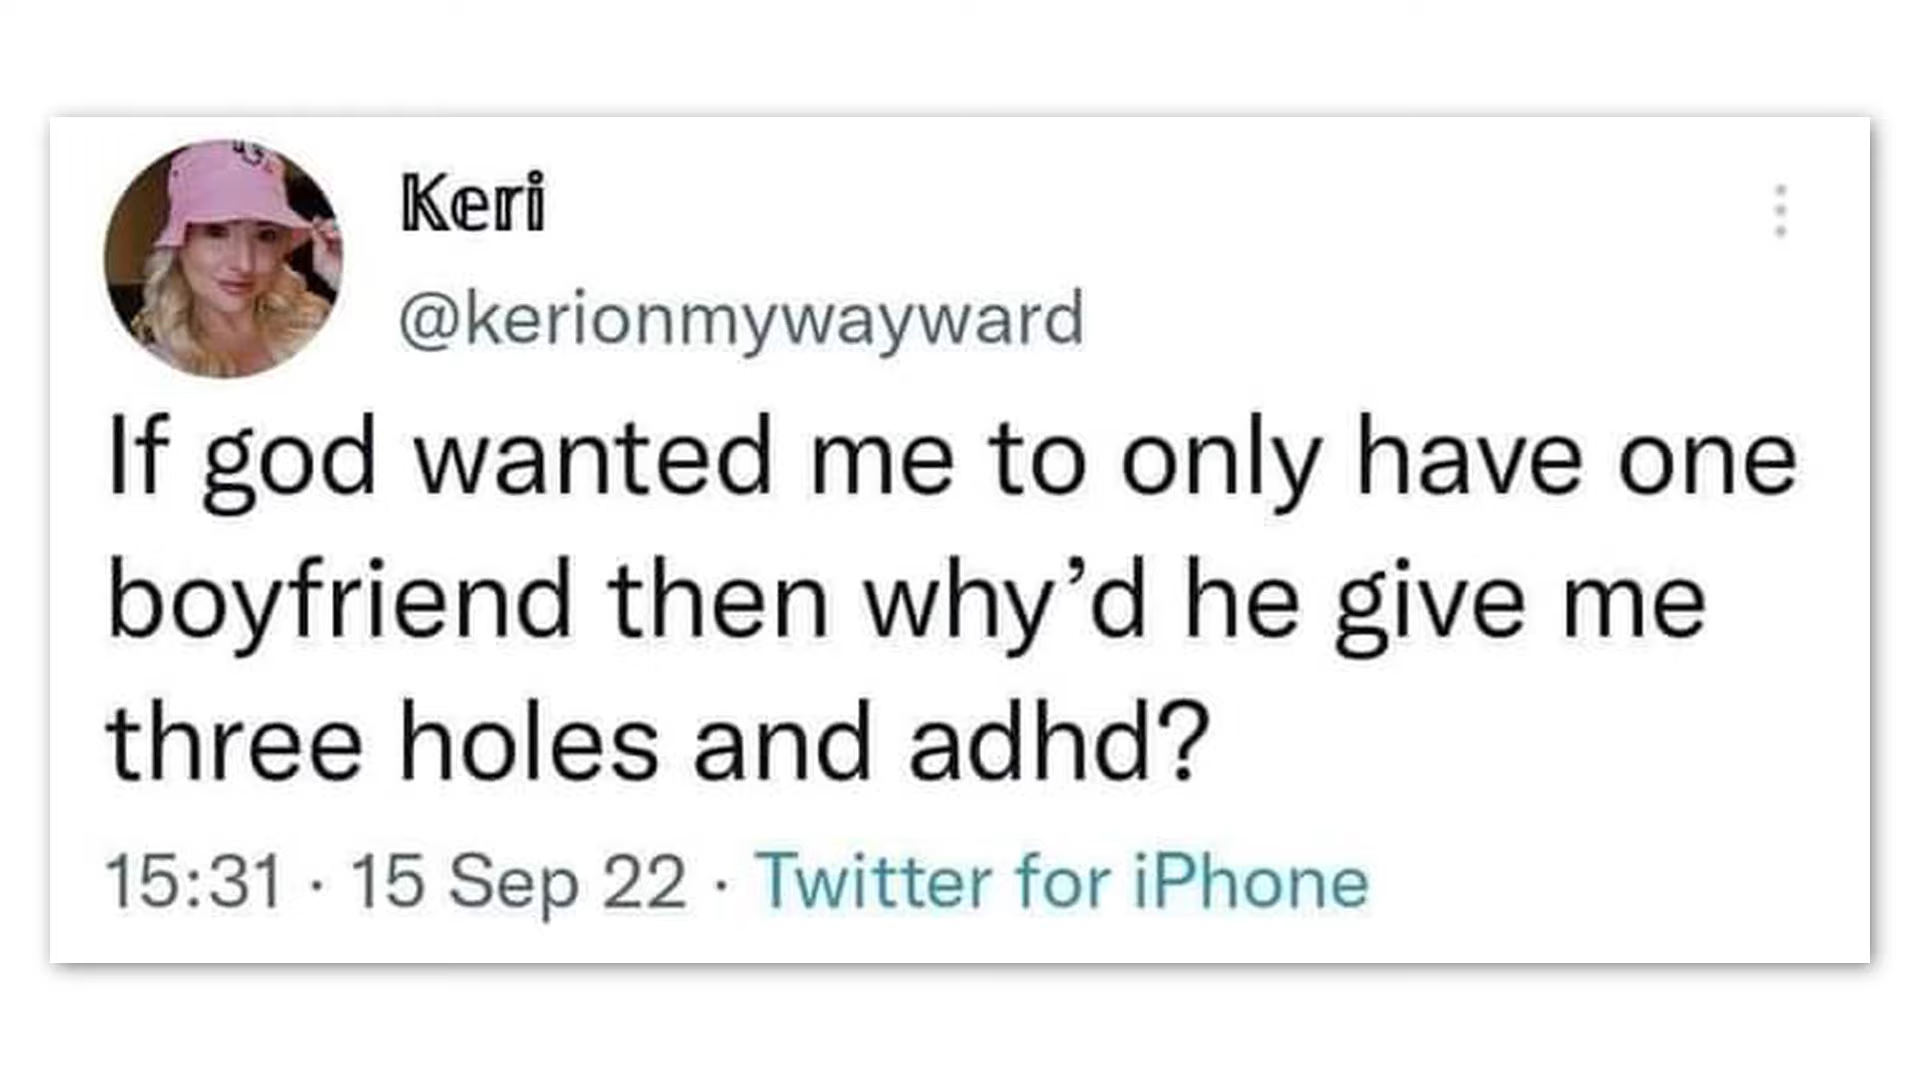 Keri
@kerionmywayward
If god wanted me to only have one
boyfriend then why’d he give me
three holes and adhd?
15:31 · 15 Sep 22 · Twitter for iPhone